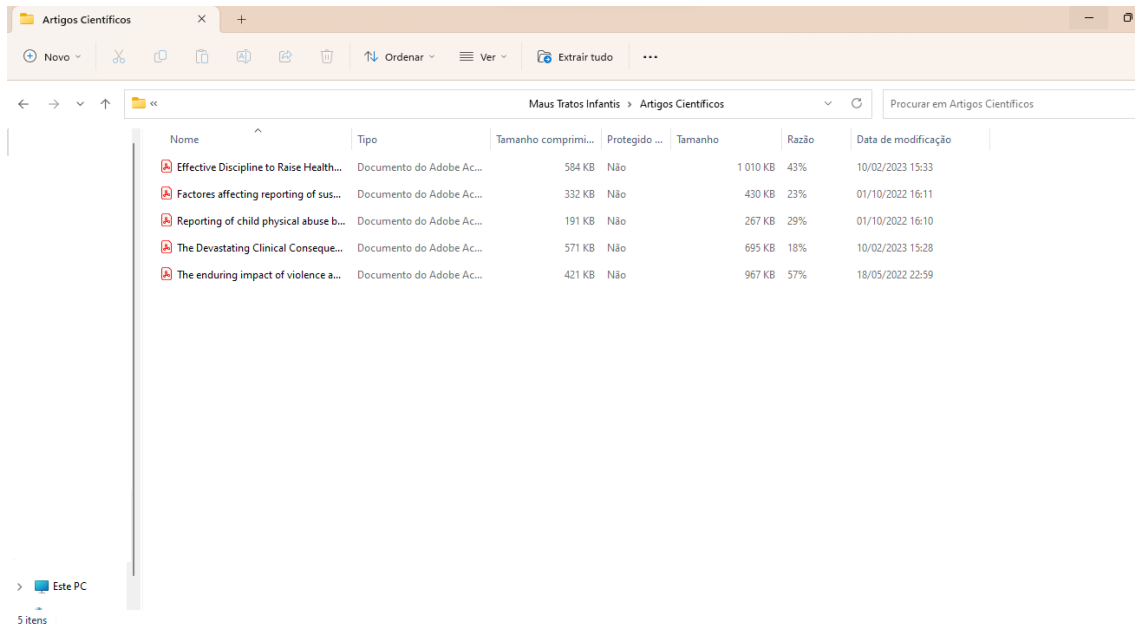 Artigos Científicos
Novo Ordenar Ver Extrair tudo
« Maus Tratos Infantis > Artigos Científicos Procurar em Artigos Científicos
Nome Tipo Tamanho comprimi... Protegido ... Tamanho Razão Data de modificação
Effective Discipline to Raise Health... Documento do Adobe Ac... 584 KB Não 1 010 KB 43% 10/02/2023 15:33
Factores affecting reporting of sus... Documento do Adobe Ac... 332 KB Não 430 KB 23% 01/10/2022 16:11
Reporting of child physical abuse b... Documento do Adobe Ac... 191 KB Não 267 KB 29% 01/10/2022 16:10
The Devastating Clinical Conseque... Documento do Adobe Ac... 571 KB Não 695 KB 18% 10/02/2023 15:28
The enduring impact of violence a... Documento do Adobe Ac... 421 KB Não 967 KB 57% 18/05/2022 22:59
Este PC
5 itens